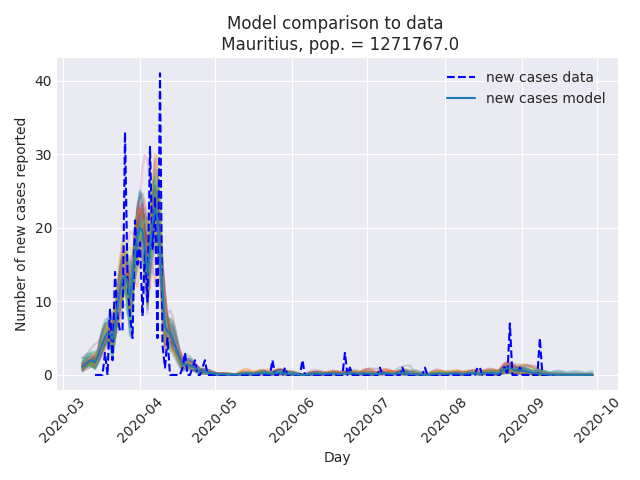 Model comparison to data
Mauritius, pop. = 1271767.0
new cases data
new cases model
Number of new cases reported
40
30
20
10
0
2020-03
2020-04
2020-05
2020-06
2020-07
2020-08
2020-09
2020-10
Day